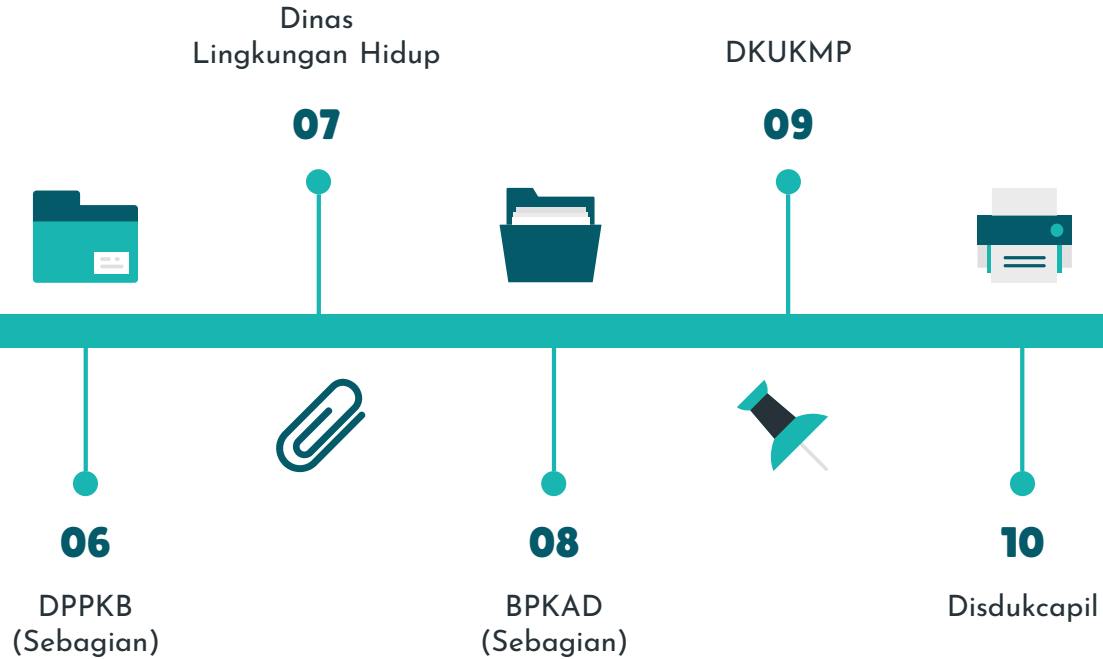 Dinas
Lingkungan Hidup
07
DKUKMP
09
06
DPPKB
(Sebagian)
08
BPKAD
(Sebagian)
10
Disdukcapil